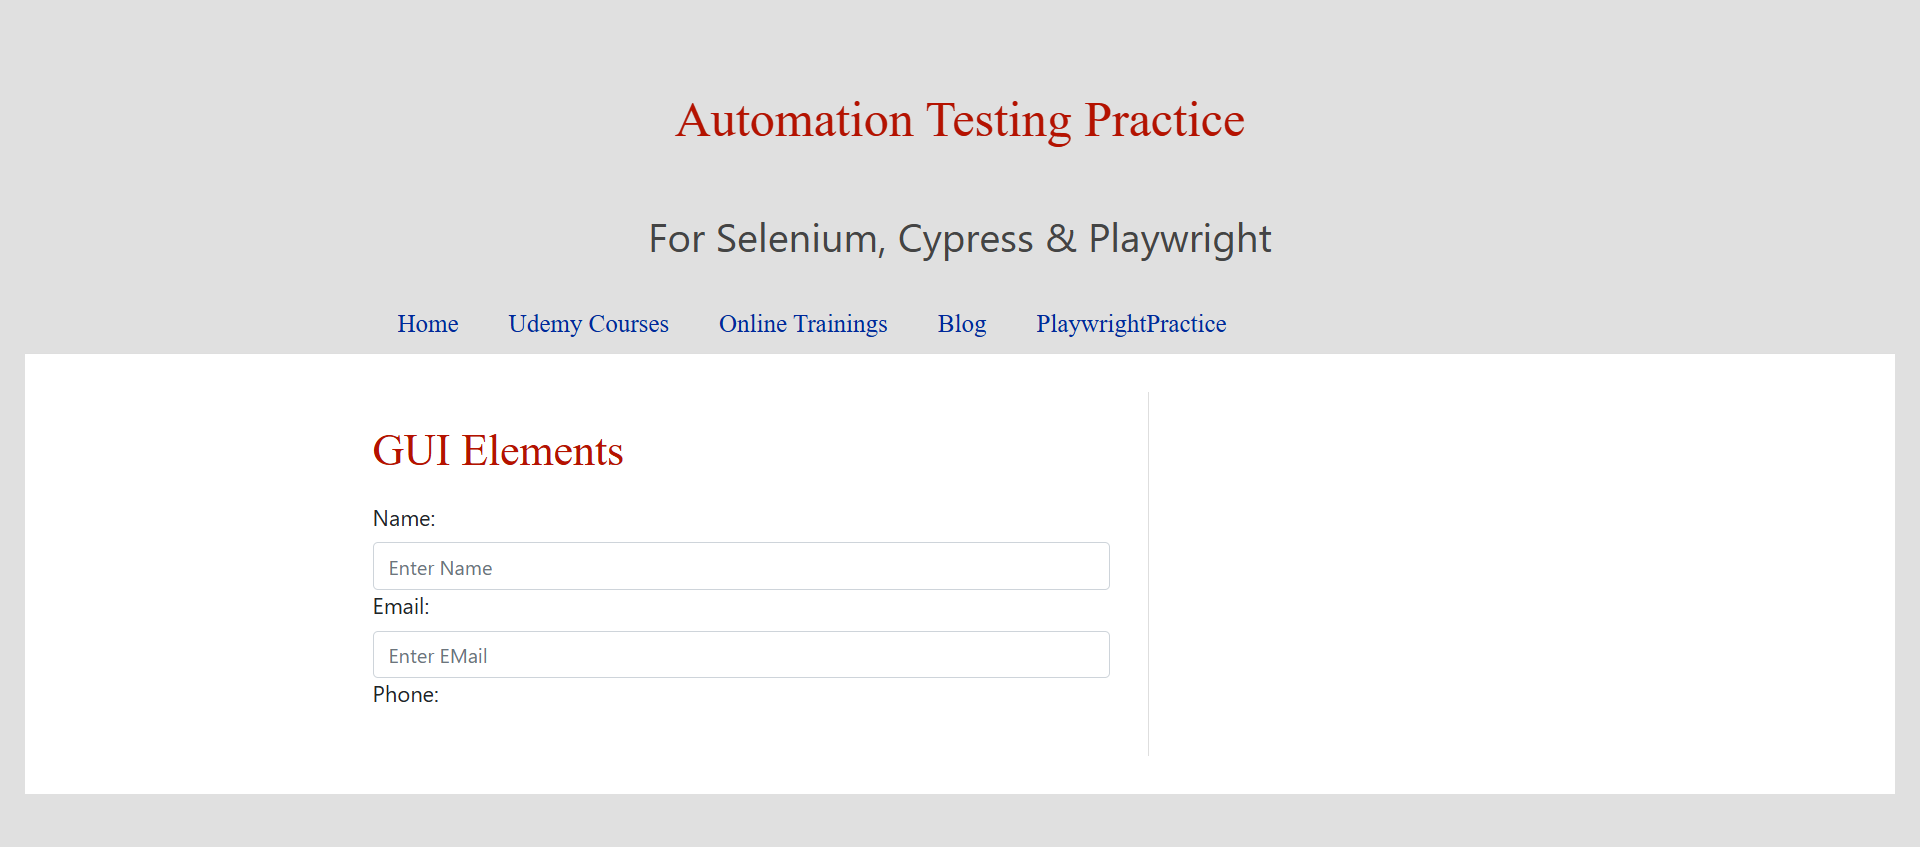 Automation Testing Practice
For Selenium, Cypress & Playwright
Home Udemy Courses Online Trainings Blog PlaywrightPractice
GUI Elements
Name:
Enter Name
Email:
Enter EMail
Phone: